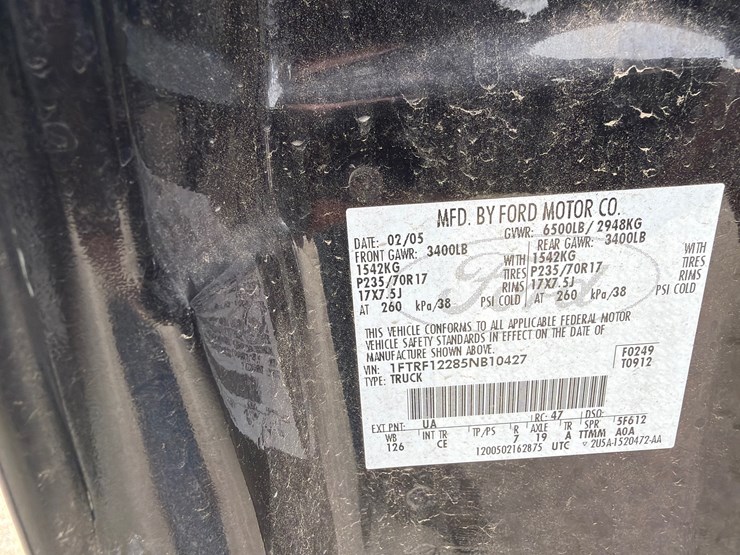 MFD. BY FORD MOTOR CO.
DATE: 02/05 GVWR: 6500LB/2948KG
FRONT GAWR: 3400LB REAR GAWR: 3400LB
1542KG WITH 1542KG WITH
P235/70R17 TIRES P235/70R17 TIRES
17X7.5J RIMS 17X7.5J RIMS
AT 260 kPa/38 PSI COLD AT 260 kPa/38 PSI COLD
THIS VEHICLE CONFORMS TO ALL APPLICABLE FEDERAL MOTOR
VEHICLE SAFETY STANDARDS IN EFFECT ON THE DATE OF
MANUFACTURE SHOWN ABOVE.
VIN: 1FTRF12285NB10427 F0249
TYPE: TRUCK T0912
EXT PNT: UA RC: 47 DSO:
WB INT TR TP/PS R AXLE TR SPR 5F612
126 CE 7 19 A TTMM A0A
1200502162875 UTC 2U5A-1520472-AA
Ford